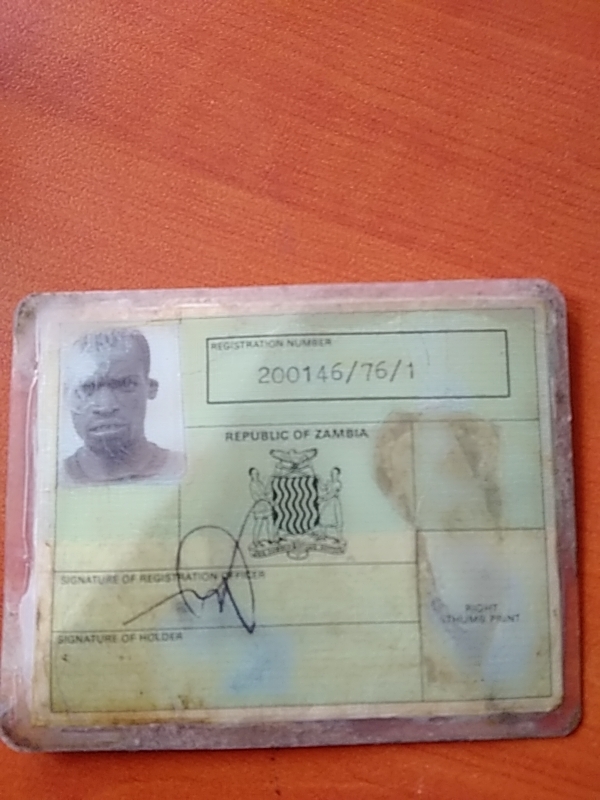 REGISTRATION NUMBER
200146/76/1
REPUBLIC OF ZAMBIA
SIGNATURE OF REGISTRATION OFFICER
RIGHT
THUMB PRINT
SIGNATURE OF HOLDER